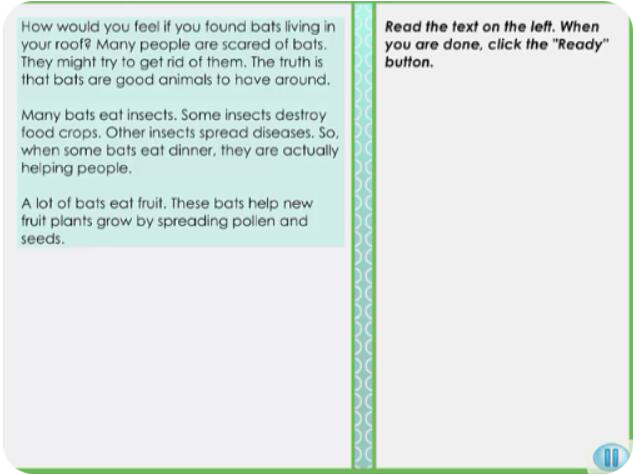 How would you feel if you found bats living in
your roof? Many people are scared of bats.
They might try to get rid of them. The truth is
that bats are good animals to have around.
Many bats eat insects. Some insects destroy
food crops. Other insects spread diseases. So,
when some bats eat dinner, they are actually
helping people.
A lot of bats eat fruit. These bats help new
fruit plants grow by spreading pollen and
seeds.
Read the text on the left. When
you are done, click the "Ready"
button.